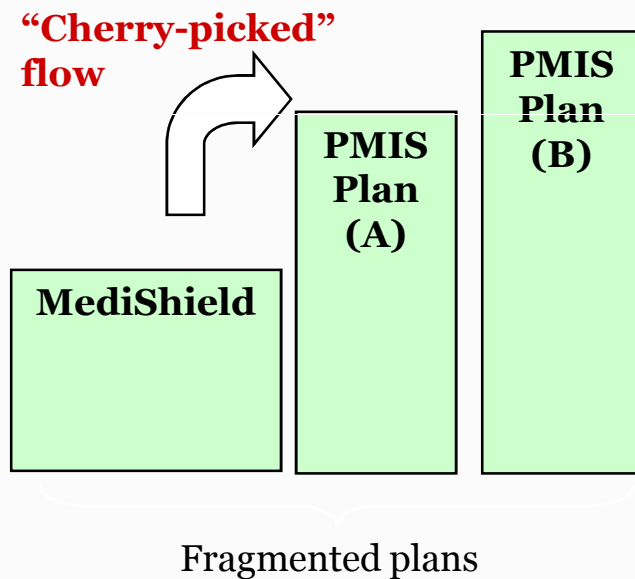 “Cherry-picked”
flow
PMIS
Plan
(A)
PMIS
Plan
(B)
MediShield
Fragmented plans